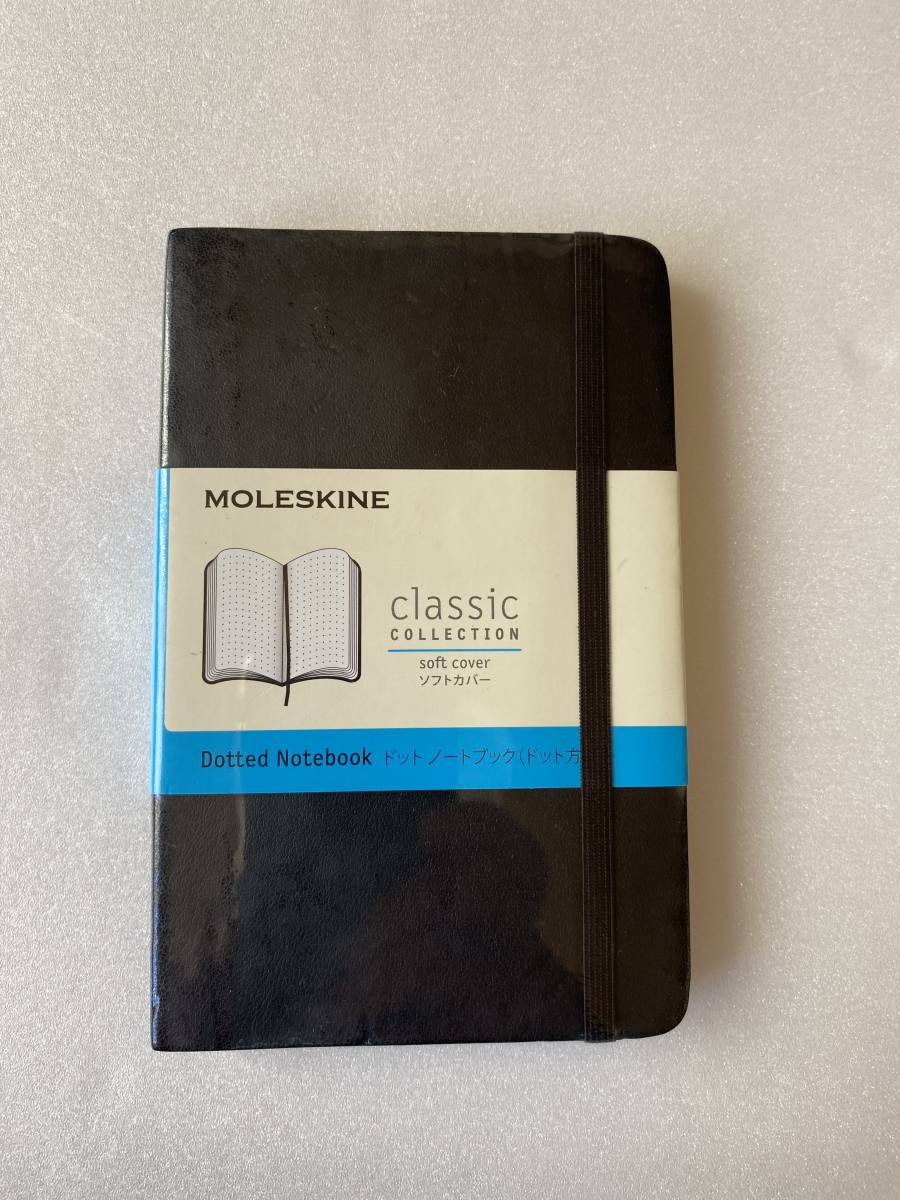 MOLESKINE
classic
COLLECTION
soft cover
ソフトカバー
Dotted Notebook ドット ノートブック(ドット方